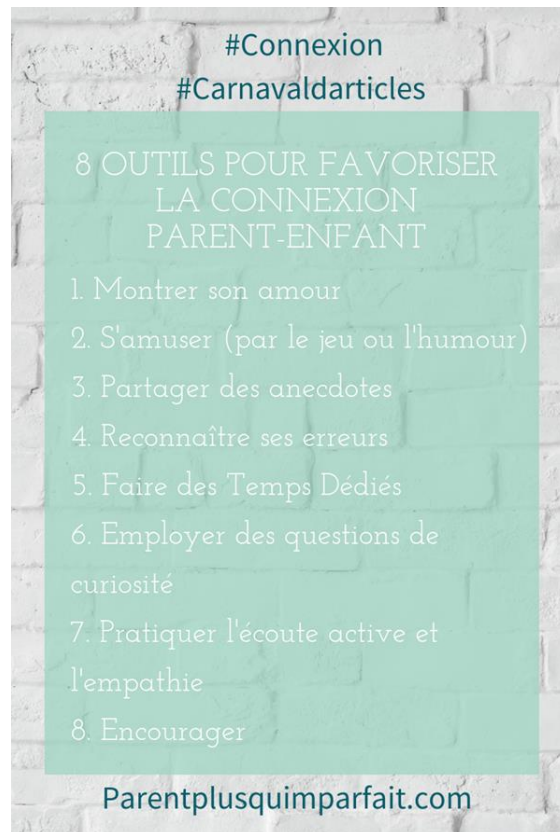 #Connexion
#Carnavaldarticles
8 OUTILS POUR FAVORISER
LA CONNEXION
PARENT-ENFANT
1. Montrer son amour
2. S'amuser (par le jeu ou l'humour)
3. Partager des anecdotes
4. Reconnaître ses erreurs
5. Faire des Temps Dédiés
6. Employer des questions de
curiosité
7. Pratiquer l'écoute active et
l'empathie
8. Encourager
Parentplusquimparfait.com